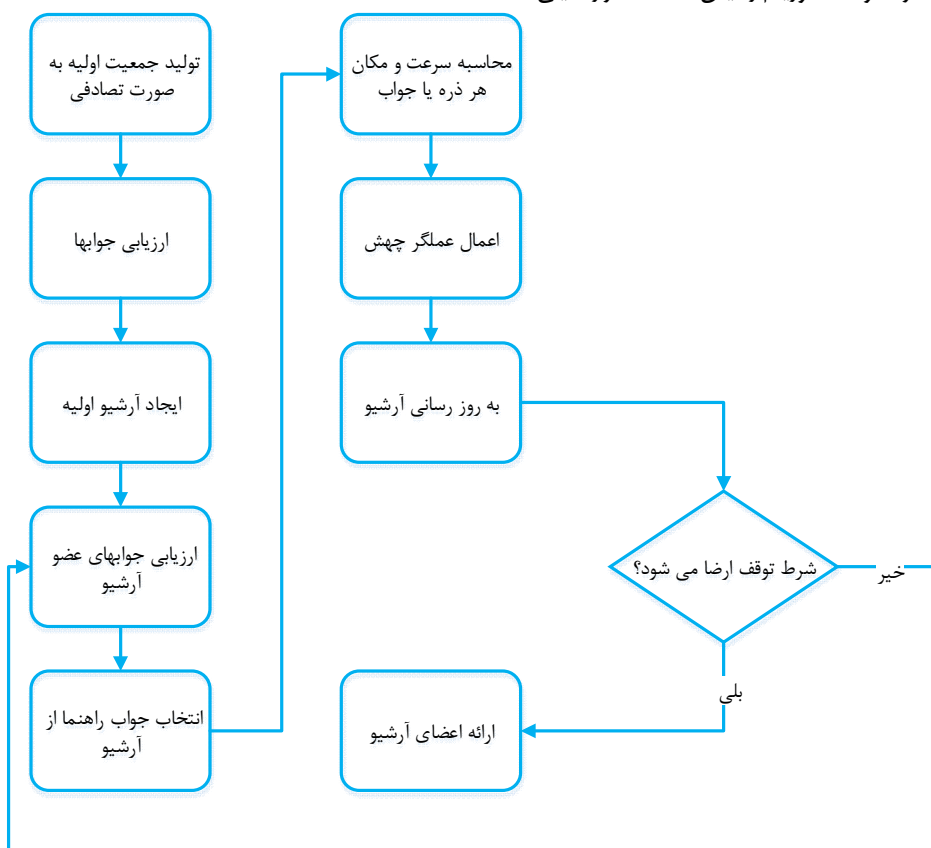 تولید جمعیت اولیه به
صورت تصادفی
ارزیابی جوابها
ایجاد آرشیو اولیه
ارزیابی جوابهای عضو
آرشیو
انتخاب جواب راهنما از
آرشیو
محاسبه سرعت و مکان
هر ذره یا جواب
اعمال عملگر جهش
به روز رسانی آرشیو
شرط توقف ارضا می شود؟
خیر
بلی
ارائه اعضای آرشیو